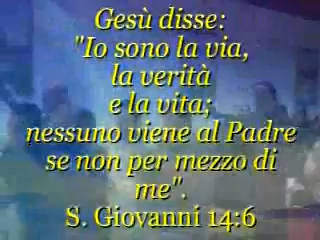 Gesù disse:
"Io sono la via,
la verità
e la vita;
nessuno viene al Padre
se non per mezzo di
me".
S. Giovanni 14:6